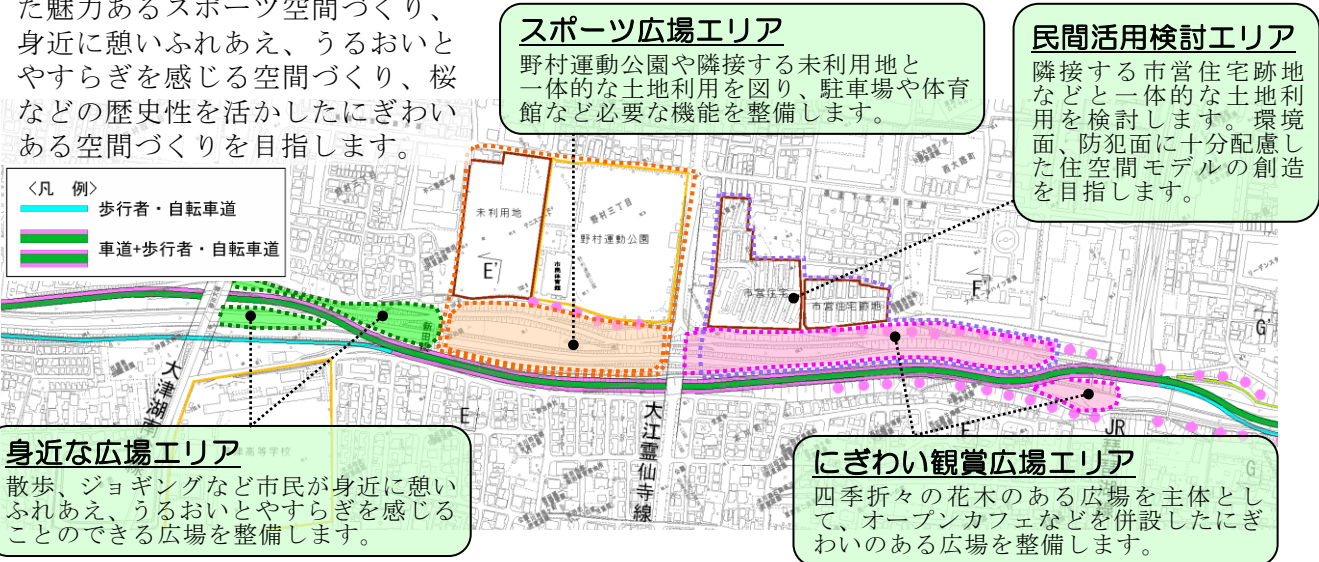 た魅力あるスポーツ空間づくり、
身近に憩いふれあえ、うるおいと
やすらぎを感じる空間づくり、桜
などの歴史性を活かしたにぎわい
ある空間づくりを目指します。
スポーツ広場エリア
野村運動公園や隣接する未利用地と
一体的な土地利用を図り、駐車場や体育
館など必要な機能を整備します。
民間活用検討エリア
隣接する市営住宅跡地
などと一体的な土地利
用を検討します。環境
面、防犯面に十分配慮し
た住空間モデルの創造
を目指します。
〈凡 例〉
歩行者・自転車道
車道+歩行者・自転車道
未利用地
野村三丁目
野村運動公園
市民体育館
E'
市営住宅
市営住宅跡地
F'
G'
新田
大津湖
大江霊仙寺線
E
F
JR
G
身近な広場エリア
散歩、ジョギングなど市民が身近に憩い
ふれあえ、うるおいとやすらぎを感じる
ことのできる広場を整備します。
にぎわい観賞広場エリア
四季折々の花木のある広場を主体とし
て、オープンカフェなどを併設したにぎ
わいのある広場を整備します。